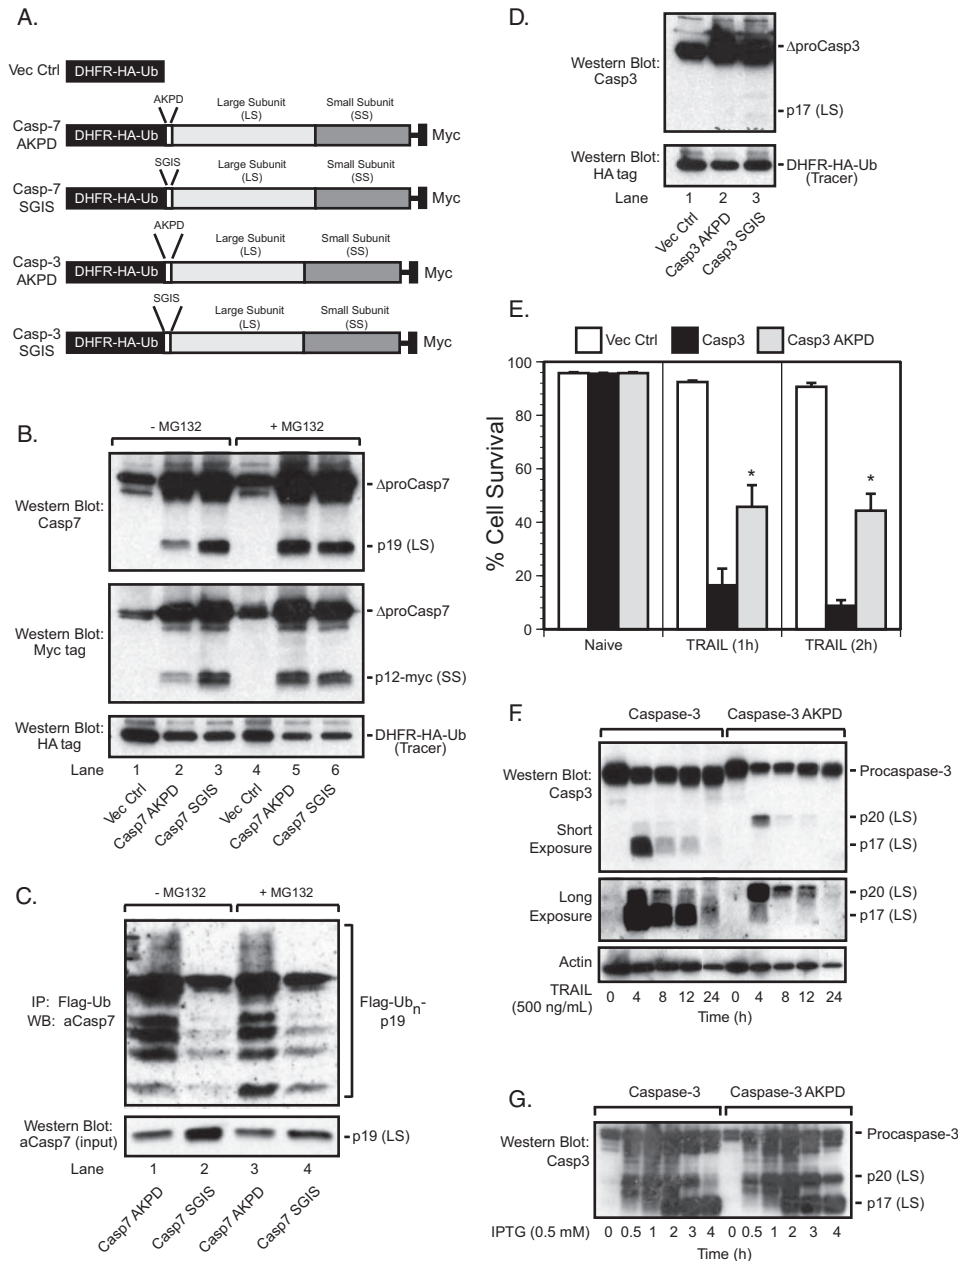 A.
Vec Ctrl DHFR-HA-Ub
AKPD Large Subunit (LS) Small Subunit (SS)
Casp-7 AKPD DHFR-HA-Ub Myc
SGIS Large Subunit (LS) Small Subunit (SS)
Casp-7 SGIS DHFR-HA-Ub Myc
AKPD Large Subunit (LS) Small Subunit (SS)
Casp-3 AKPD DHFR-HA-Ub Myc
SGIS Large Subunit (LS) Small Subunit (SS)
Casp-3 SGIS DHFR-HA-Ub Myc
B.
- MG132 + MG132
Western Blot: Casp7
ΔproCasp7
p19 (LS)
Western Blot: Myc tag
ΔproCasp7
p12-myc (SS)
Western Blot: HA tag
DHFR-HA-Ub (Tracer)
Lane 1 2 3 4 5 6
Vec Ctrl Casp7 AKPD Casp7 SGIS Vec Ctrl Casp7 AKPD Casp7 SGIS
C.
- MG132 + MG132
IP: Flag-Ub
WB: aCasp7
Flag-Ubn-p19
Western Blot: aCasp7 (input)
p19 (LS)
Lane 1 2 3 4
Casp7 AKPD Casp7 SGIS Casp7 AKPD Casp7 SGIS
D.
Western Blot: Casp3
ΔproCasp3
p17 (LS)
Western Blot: HA tag
DHFR-HA-Ub (Tracer)
Lane 1 2 3
Vec Ctrl Casp3 AKPD Casp3 SGIS
E.
Vec Ctrl Casp3 Casp3 AKPD
% Cell Survival
100
80
60
40
20
0
* *
Naive TRAIL (1h) TRAIL (2h)
F.
Caspase-3 Caspase-3 AKPD
Western Blot: Casp3
Procaspase-3
Short Exposure
p20 (LS)
p17 (LS)
Long Exposure
p20 (LS)
p17 (LS)
Actin
TRAIL (500 ng/mL) 0 4 8 12 24 0 4 8 12 24
Time (h)
G.
Caspase-3 Caspase-3 AKPD
Western Blot: Casp3
Procaspase-3
p20 (LS)
p17 (LS)
IPTG (0.5 mM) 0 0.5 1 2 3 4 0 0.5 1 2 3 4
Time (h)